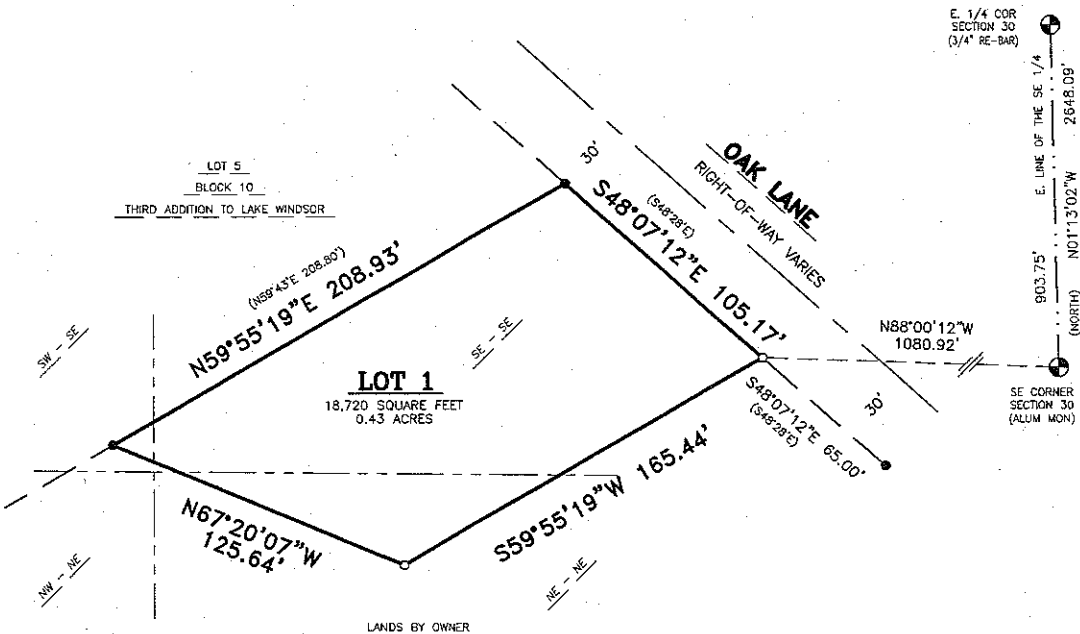 E. 1/4 COR
SECTION 30
(3/4" RE-BAR)
E. LINE OF THE SE 1/4
2648.09'
903.75'
(NORTH) N01°13'02"W
LOT 5
BLOCK 10
THIRD ADDITION TO LAKE WINDSOR
30'
OAK LANE
RIGHT-OF-WAY VARIES
(S48°28'E)
S48°07'12"E 105.17'
(N59°43'E 208.80')
N59°55'19"E 208.93'
SW - SE
SE - SE
N88°00'12"W
1080.92'
SE CORNER
SECTION 30
(ALUM MON)
LOT 1
18,720 SQUARE FEET
0.43 ACRES
30'
S48°07'12"E 65.00'
(S48°28'E)
S59°55'19"W 165.44'
N67°20'07"W
125.64'
NW - NE
NE - NE
LANDS BY OWNER